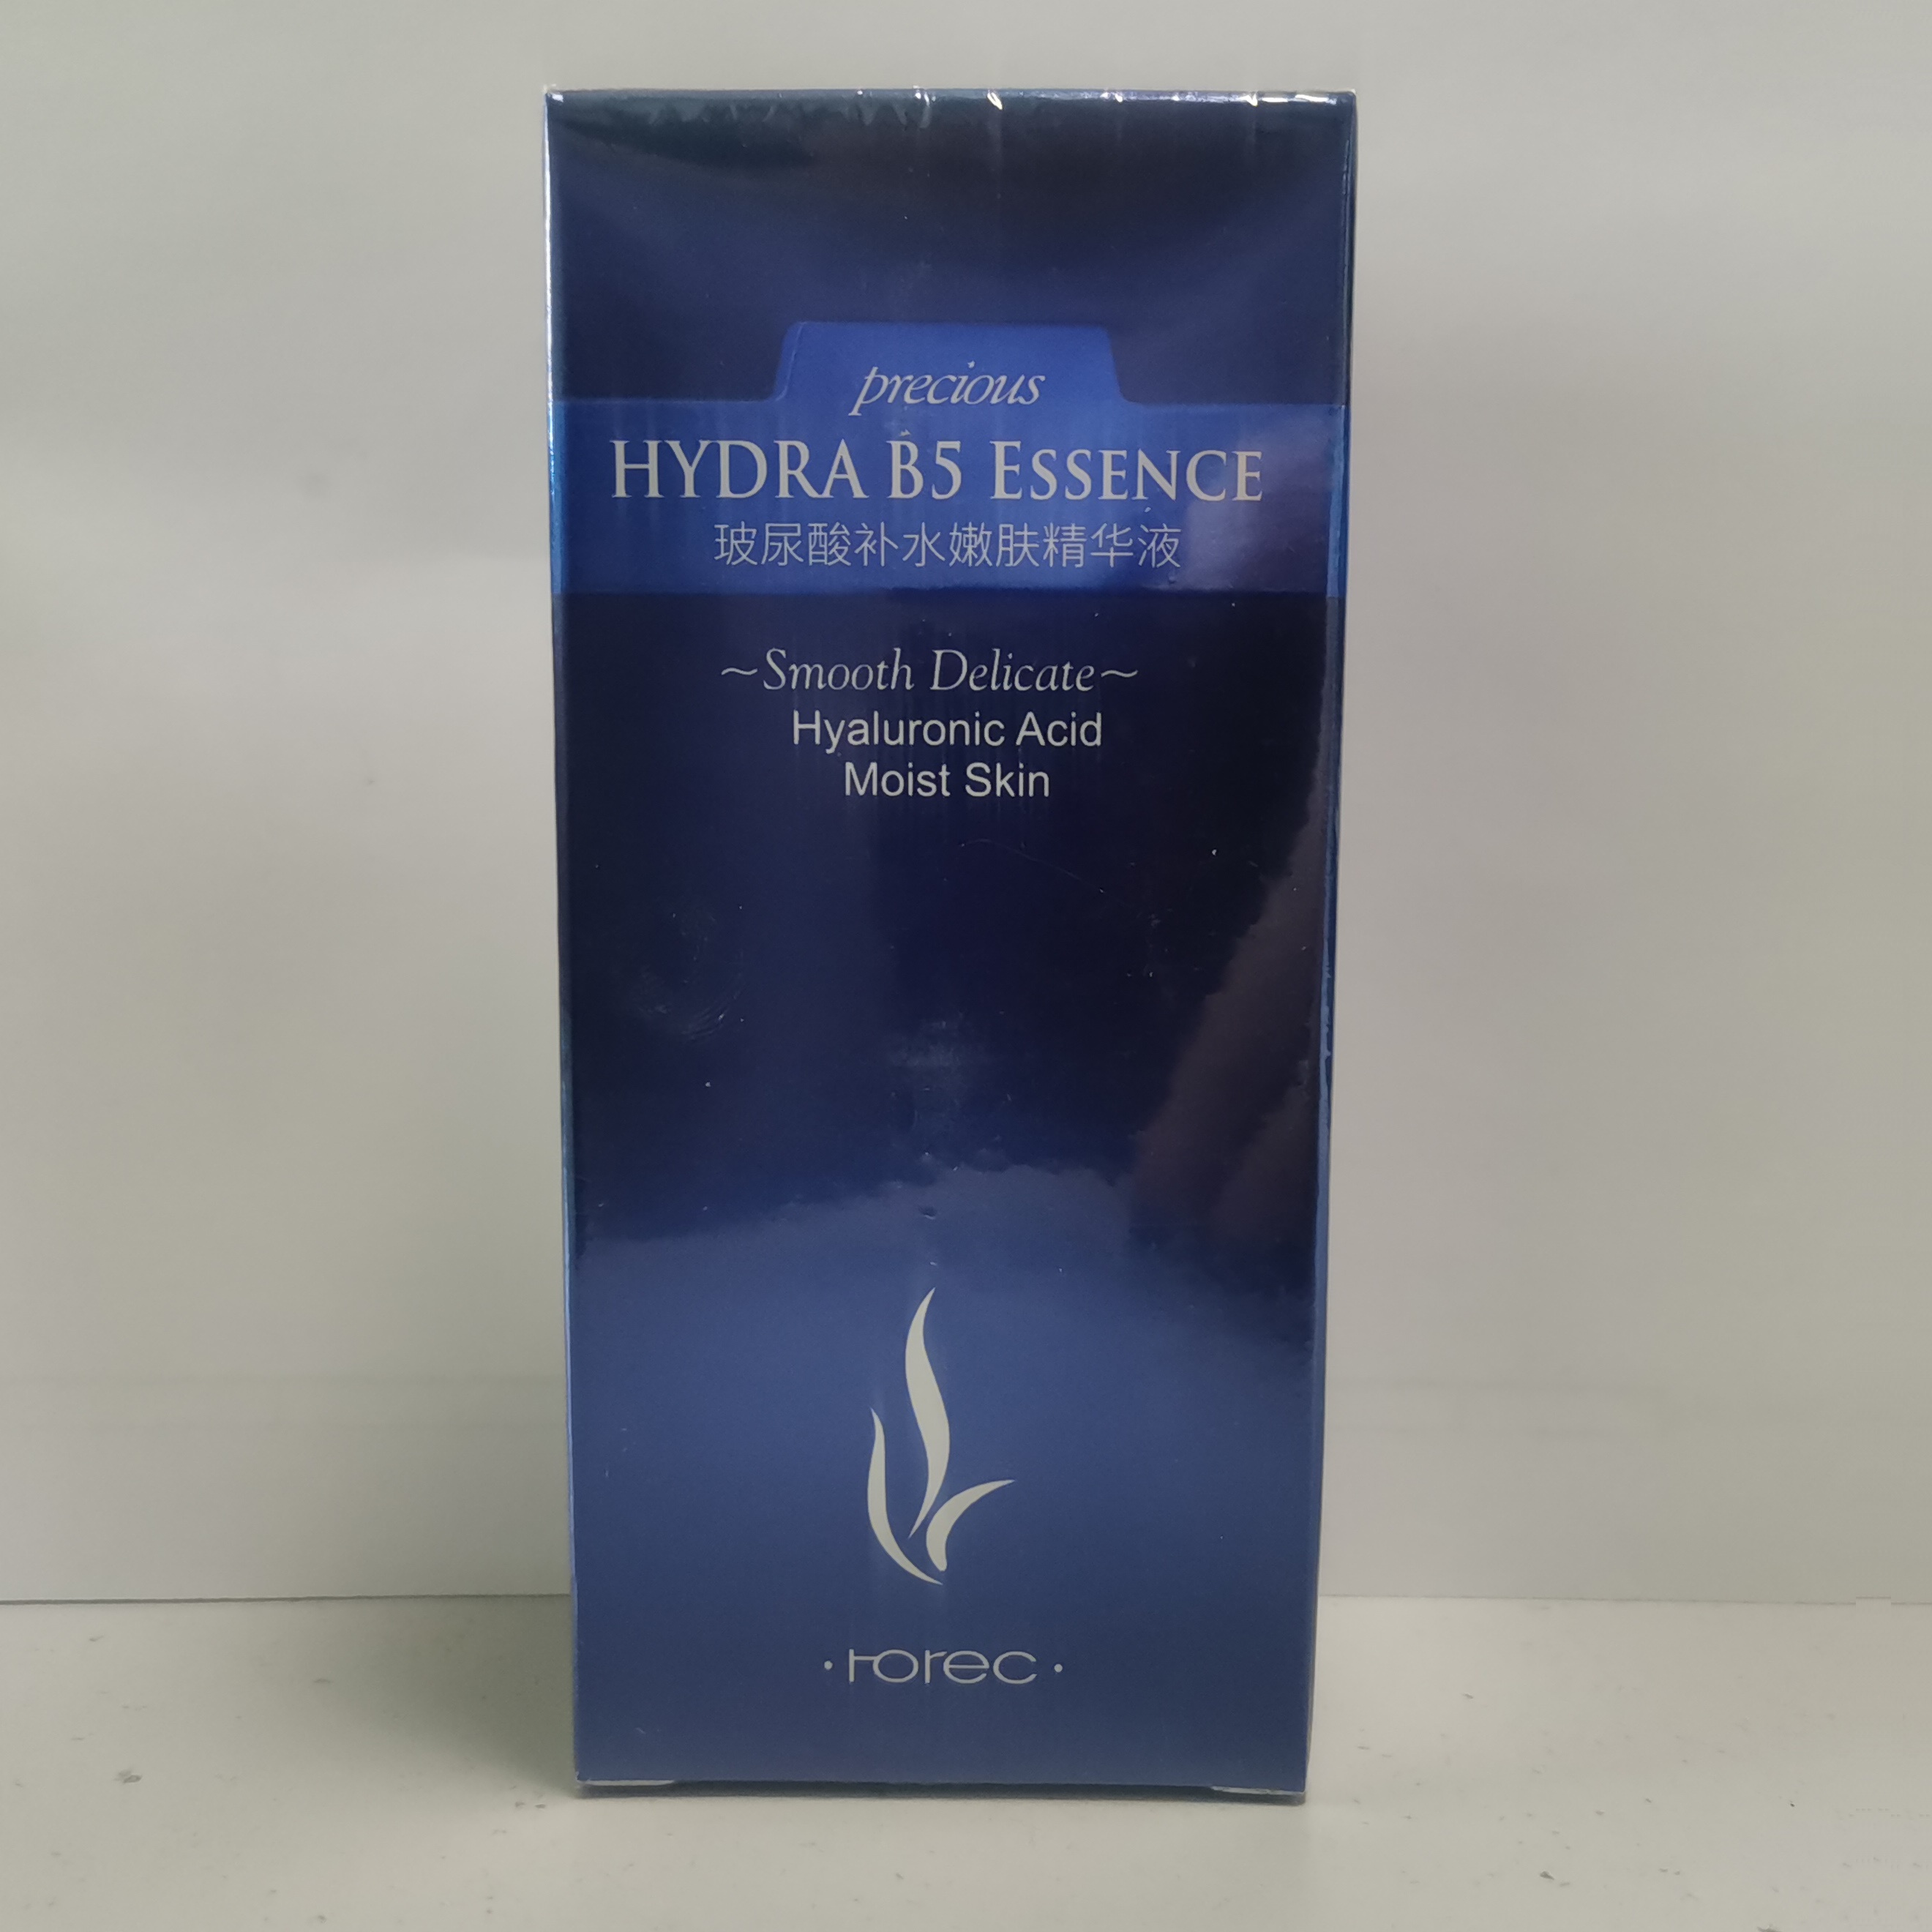 precious
HYDRA B5 ESSENCE
玻尿酸补水嫩肤精华液
~Smooth Delicate~
Hyaluronic Acid
Moist Skin
·rorec·